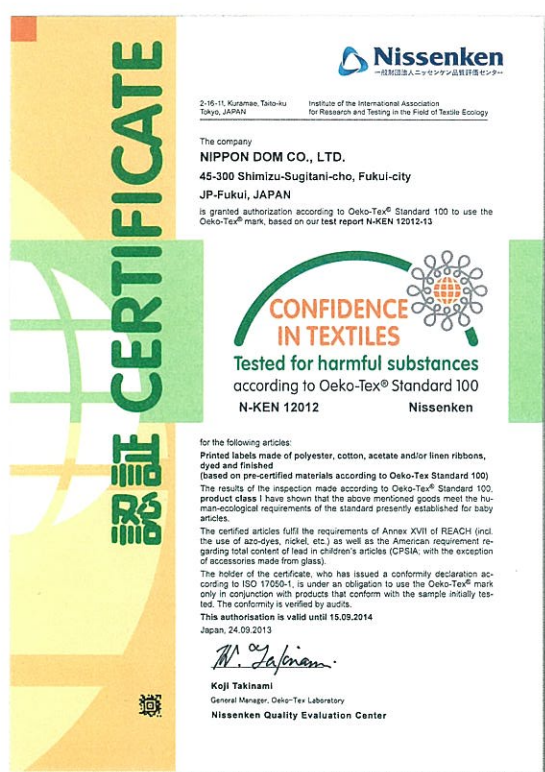 Nissenken
一般財団法人ニッセンケン品質評価センター
2-16-11, Kuramae, Taito-ku
Tokyo, JAPAN
Institute of the International Association
for Research and Testing in the Field of Textile Ecology
CERTIFICATE
The company
NIPPON DOM CO., LTD.
45-300 Shimizu-Sugitani-cho, Fukui-city
JP-Fukui, JAPAN
is granted authorization according to Oeko-Tex® Standard 100 to use the
Oeko-Tex® mark, based on our test report N-KEN 12012-13
CONFIDENCE
IN TEXTILES
Tested for harmful substances
according to Oeko-Tex® Standard 100
N-KEN 12012 Nissenken
for the following articles:
Printed labels made of polyester, cotton, acetate and/or linen ribbons,
dyed and finished
(based on pre-certified materials according to Oeko-Tex Standard 100)
The results of the inspection made according to Oeko-Tex® Standard 100,
product class I have shown that the above mentioned goods meet the hu-
man-ecological requirements of the standard presently established for baby
articles.
The certified articles fulfil the requirements of Annex XVII of REACH (incl.
the use of azo-dyes, nickel, etc.) as well as the American requirement re-
garding total content of lead in children's articles (CPSIA; with the exception
of accessories made from glass).
The holder of the certificate, who has issued a conformity declaration ac-
cording to ISO 17050-1, is under an obligation to use the Oeko-Tex® mark
only in conjunction with products that conform with the sample initially tes-
ted. The conformity is verified by audits.
This authorisation is valid until 15.09.2014
Japan, 24.09.2013
Koji Takinami
General Manager, Oeko-Tex Laboratory
Nissenken Quality Evaluation Center